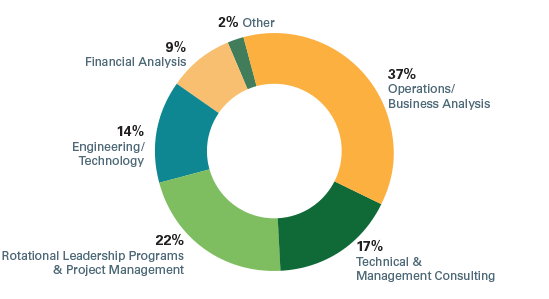 2% Other
9%
Financial Analysis
37%
Operations/
Business Analysis
14%
Engineering/
Technology
22%
Rotational Leadership Programs
& Project Management
17%
Technical &
Management Consulting